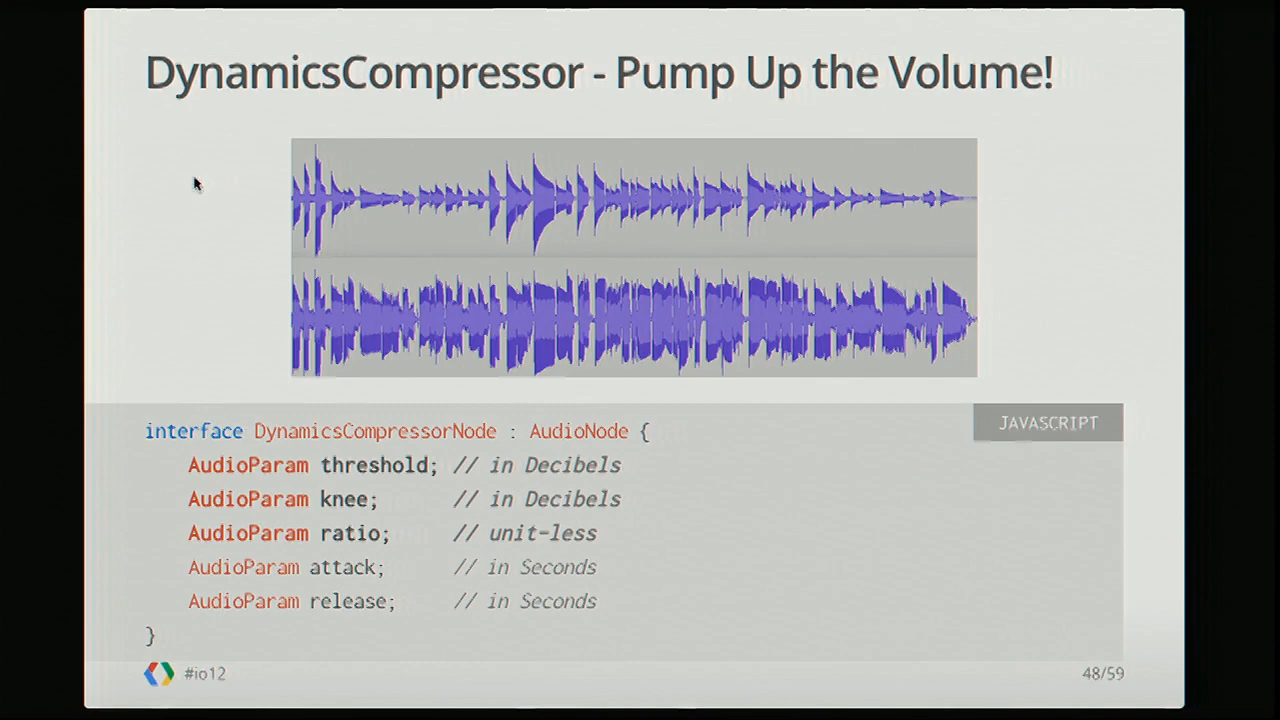 DynamicsCompressor - Pump Up the Volume!
JAVASCRIPT
interface DynamicsCompressorNode : AudioNode {
AudioParam threshold; // in Decibels
AudioParam knee; // in Decibels
AudioParam ratio; // unit-less
AudioParam attack; // in Seconds
AudioParam release; // in Seconds
}
#io12
48/59